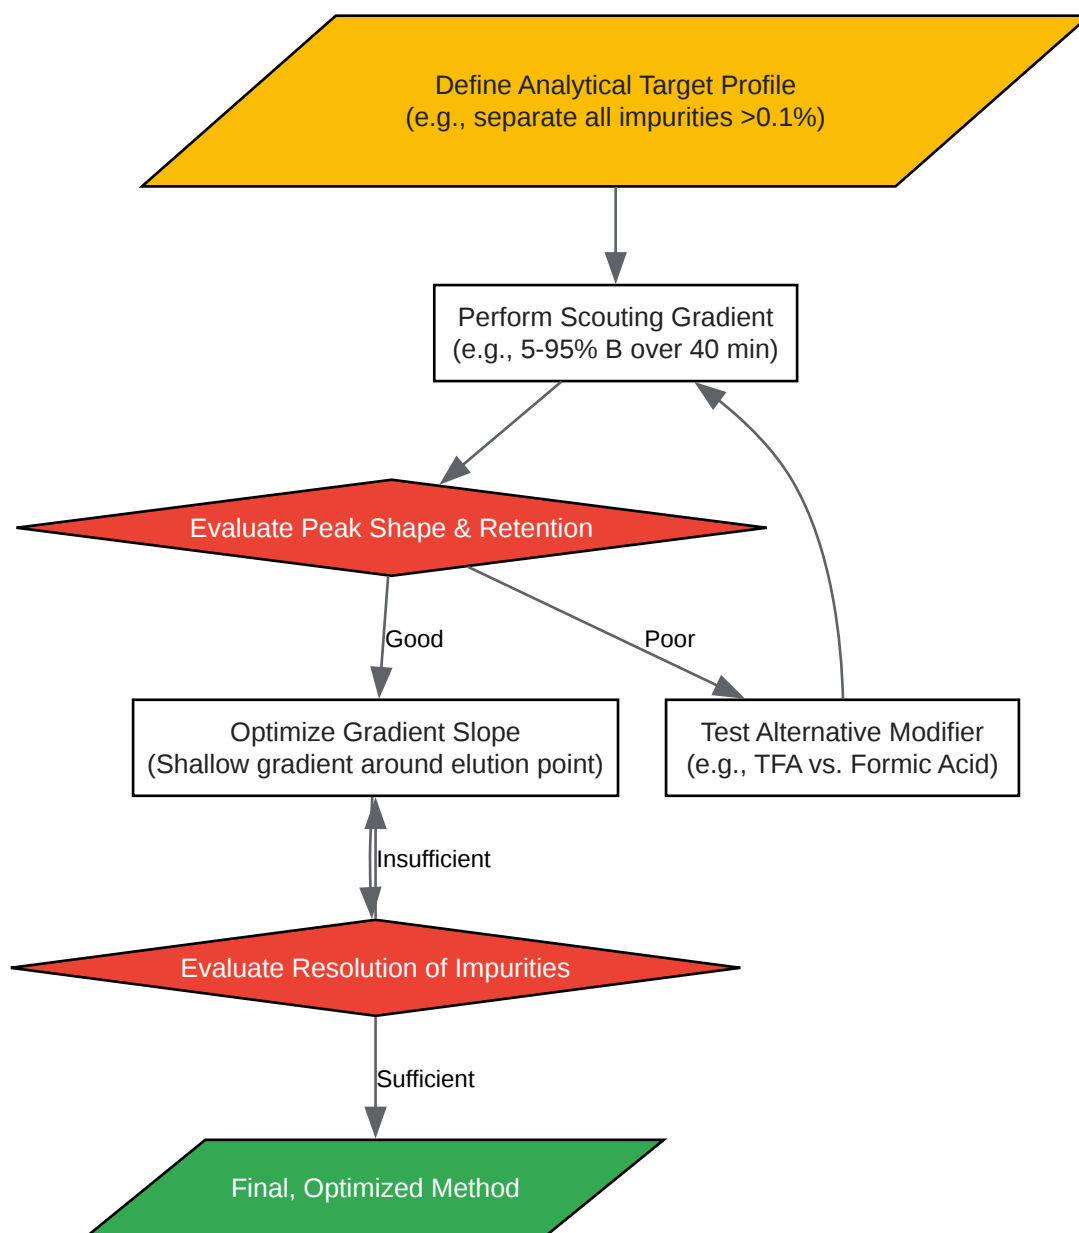 Define Analytical Target Profile
(e.g., separate all impurities >0.1%)
Perform Scouting Gradient
(e.g., 5-95% B over 40 min)
Evaluate Peak Shape & Retention
Good
Poor
Optimize Gradient Slope
(Shallow gradient around elution point)
Test Alternative Modifier
(e.g., TFA vs. Formic Acid)
Insufficient
Evaluate Resolution of Impurities
Sufficient
Final, Optimized Method